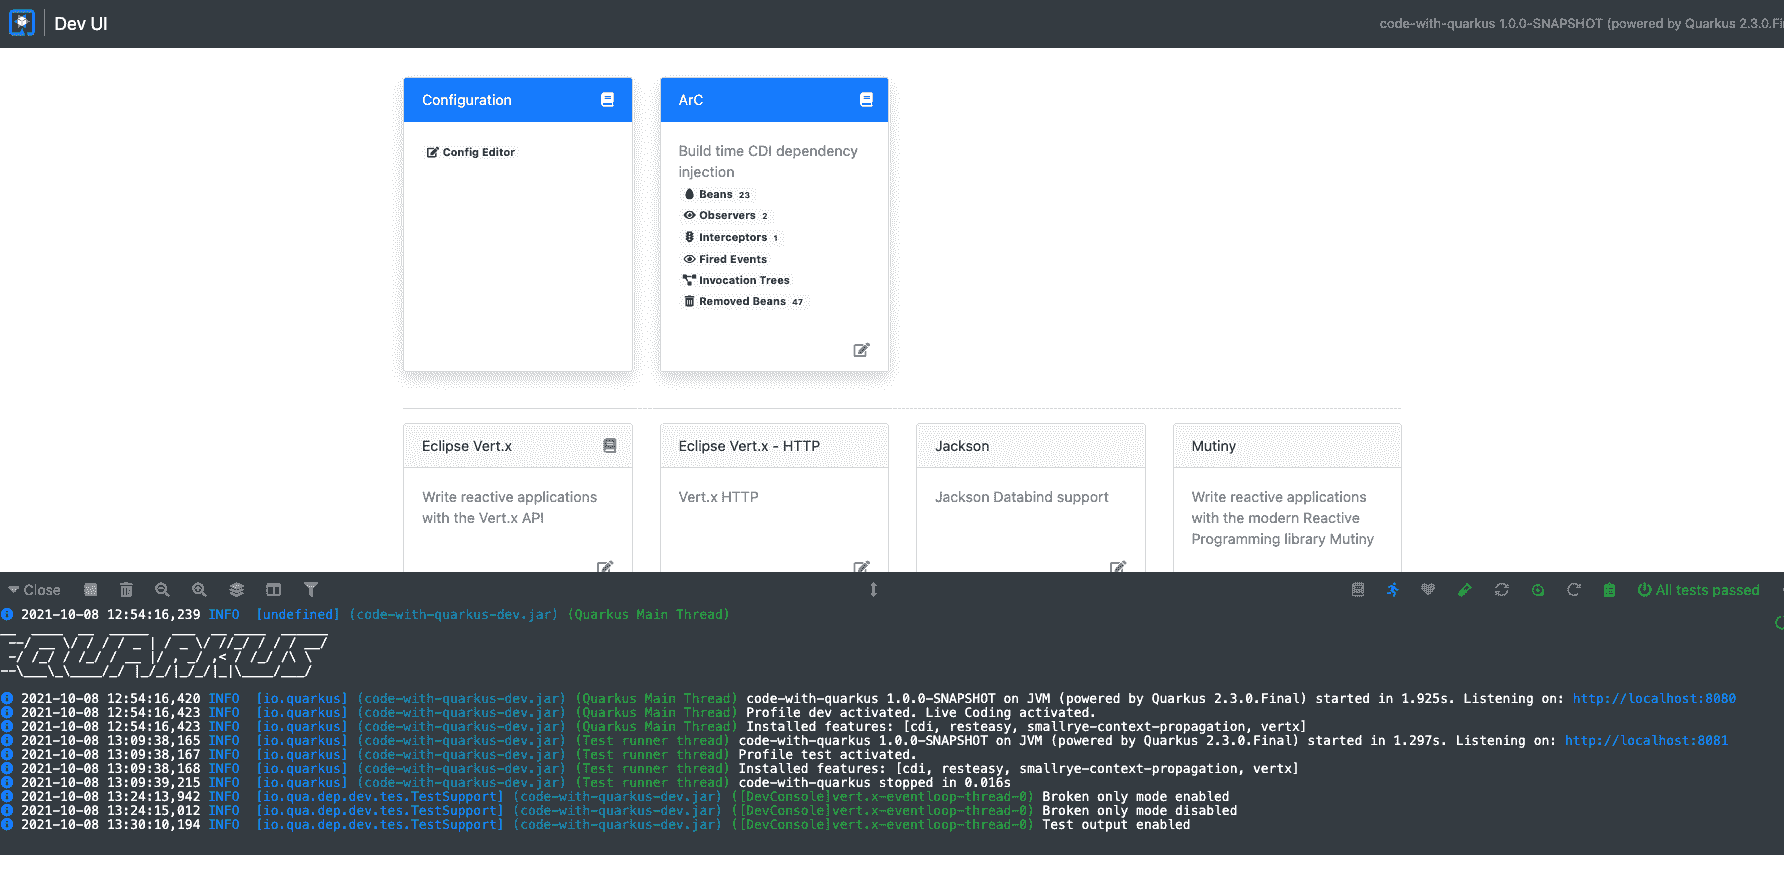 Dev UI
code-with-quarkus 1.0.0-SNAPSHOT (powered by Quarkus 2.3.0.Fi
Configuration
ArC
Config Editor
Build time CDI dependency
injection
Beans 23
Observers 2
Interceptors 1
Fired Events
Invocation Trees
Removed Beans 47
Eclipse Vert.x
Eclipse Vert.x - HTTP
Jackson
Mutiny
Write reactive applications
with the Vert.x API
Vert.x HTTP
Jackson Databind support
Write reactive applications
with the modern Reactive
Programming library Mutiny
Close
All tests passed
2021-10-08 12:54:16,239 INFO [undefined] (code-with-quarkus-dev.jar) (Quarkus Main Thread)
__  ____  __  _____   ___  __ ____  ______
 --/ __ \/ / / / _ | / _ \/ //_/ / / / __/
 -/ /_/ / /_/ / __ |/ , _/ ,< / /_/ /\ \
--\___\_\____/_/ |_/_/|_/_/|_|\____/___/
2021-10-08 12:54:16,420 INFO [io.quarkus] (code-with-quarkus-dev.jar) (Quarkus Main Thread) code-with-quarkus 1.0.0-SNAPSHOT on JVM (powered by Quarkus 2.3.0.Final) started in 1.925s. Listening on: http://localhost:8080
2021-10-08 12:54:16,423 INFO [io.quarkus] (code-with-quarkus-dev.jar) (Quarkus Main Thread) Profile dev activated. Live Coding activated.
2021-10-08 12:54:16,423 INFO [io.quarkus] (code-with-quarkus-dev.jar) (Quarkus Main Thread) Installed features: [cdi, resteasy, smallrye-context-propagation, vertx]
2021-10-08 13:09:38,165 INFO [io.quarkus] (code-with-quarkus-dev.jar) (Test runner thread) code-with-quarkus 1.0.0-SNAPSHOT on JVM (powered by Quarkus 2.3.0.Final) started in 1.297s. Listening on: http://localhost:8081
2021-10-08 13:09:38,167 INFO [io.quarkus] (code-with-quarkus-dev.jar) (Test runner thread) Profile test activated.
2021-10-08 13:09:38,168 INFO [io.quarkus] (code-with-quarkus-dev.jar) (Test runner thread) Installed features: [cdi, resteasy, smallrye-context-propagation, vertx]
2021-10-08 13:09:39,215 INFO [io.quarkus] (code-with-quarkus-dev.jar) (Test runner thread) code-with-quarkus stopped in 0.016s
2021-10-08 13:24:13,942 INFO [io.qua.dep.dev.tes.TestSupport] (code-with-quarkus-dev.jar) ([DevConsole]vert.x-eventloop-thread-0) Broken only mode enabled
2021-10-08 13:24:15,012 INFO [io.qua.dep.dev.tes.TestSupport] (code-with-quarkus-dev.jar) ([DevConsole]vert.x-eventloop-thread-0) Broken only mode disabled
2021-10-08 13:30:10,194 INFO [io.qua.dep.dev.tes.TestSupport] (code-with-quarkus-dev.jar) ([DevConsole]vert.x-eventloop-thread-0) Test output enabled